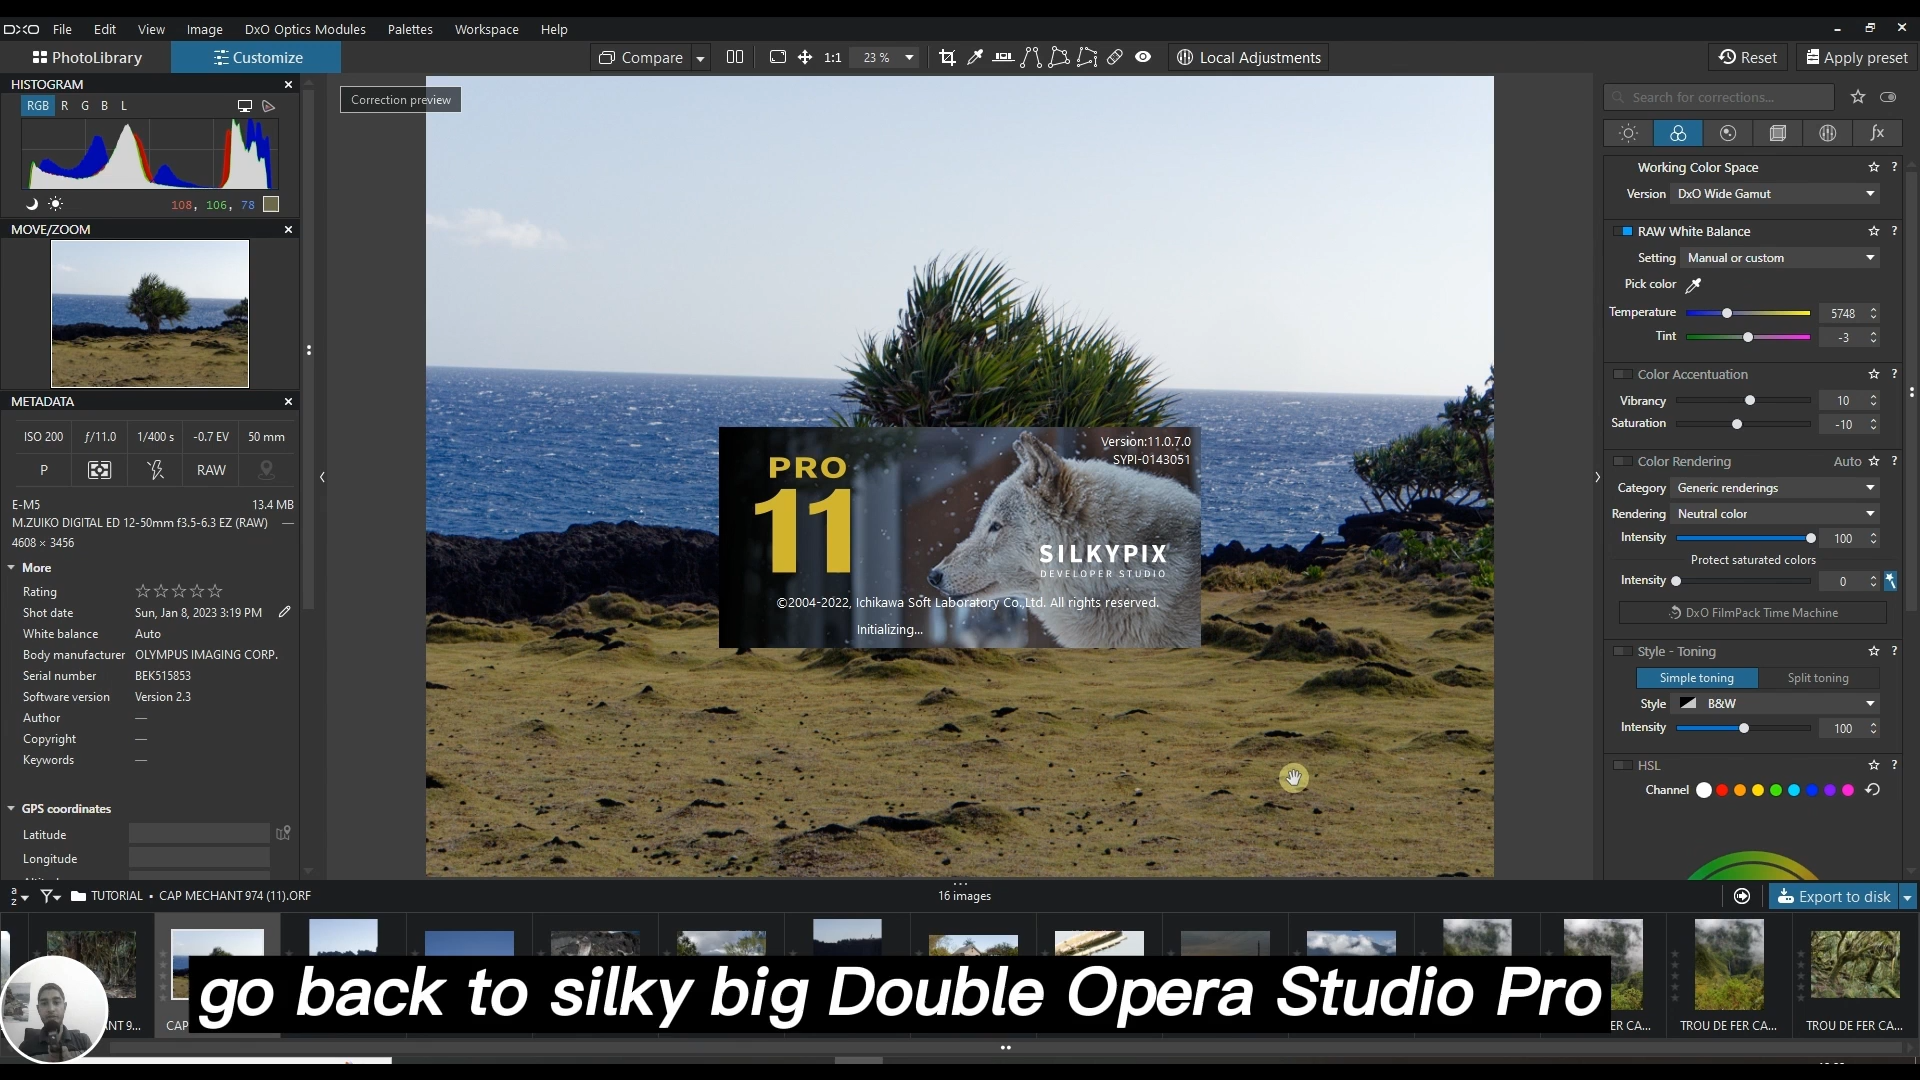 DXO File Edit View Image DxO Optics Modules Palettes Workspace Help
PhotoLibrary Customize Compare 1:1 23 % Local Adjustments Reset Apply preset
HISTOGRAM
RGB R G B L
108, 106, 78
MOVE/ZOOM
METADATA
ISO 200 ƒ/11.0 1/400 s -0.7 EV 50 mm
P RAW
E-M5 13.4 MB
M.ZUIKO DIGITAL ED 12-50mm f3.5-6.3 EZ (RAW) —
4608 × 3456
More
Rating
Shot date Sun, Jan 8, 2023 3:19 PM
White balance Auto
Body manufacturer OLYMPUS IMAGING CORP.
Serial number BEK515853
Software version Version 2.3
Author —
Copyright —
Keywords —
GPS coordinates
Latitude
Longitude
Correction preview
Version:11.0.7.0
SYPI-0143051
PRO
11
SILKYPIX
DEVELOPER STUDIO
©2004-2022, Ichikawa Soft Laboratory Co.,Ltd. All rights reserved.
Initializing...
Search for corrections...
fx
Working Color Space ?
Version DxO Wide Gamut
RAW White Balance ?
Setting Manual or custom
Pick color
Temperature 5748
Tint -3
Color Accentuation ?
Vibrancy 10
Saturation -10
Color Rendering Auto ?
Category Generic renderings
Rendering Neutral color
Intensity 100
Protect saturated colors
Intensity 0
DxO FilmPack Time Machine
Style - Toning ?
Simple toning Split toning
Style B&W
Intensity 100
HSL ?
Channel
a
z
TUTORIAL • CAP MECHANT 974 (11).ORF
16 images
Export to disk
go back to silky big Double Opera Studio Pro
TROU DE FER CA... TROU DE FER CA...